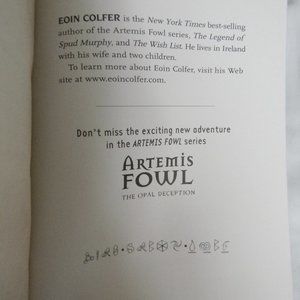 EOIN COLFER is the New York Times best-selling
author of the Artemis Fowl series, The Legend of
Spud Murphy, and The Wish List. He lives in Ireland
with his wife and two children.
To learn more about Eoin Colfer, visit his Web
site at www.eoincolfer.com.
Don't miss the exciting new adventure
in the ARTEMIS FOWL series
ARTEMIS
FOWL
THE OPAL DECEPTION